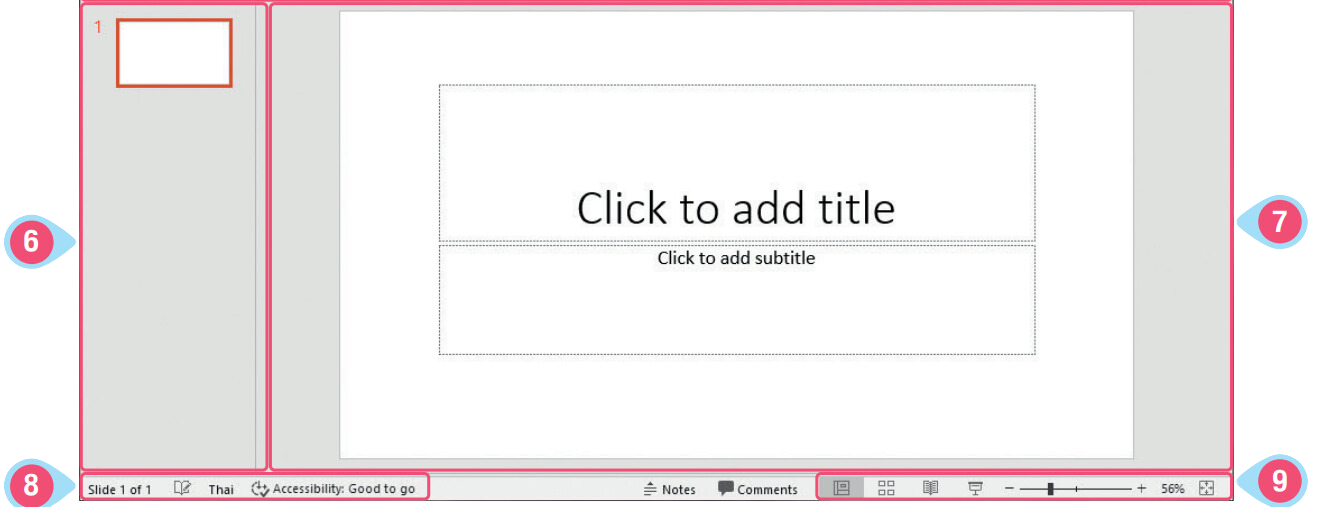 1
Click to add title
6
7
Click to add subtitle
8
Slide 1 of 1 Thai Accessibility: Good to go Notes Comments 56%
9